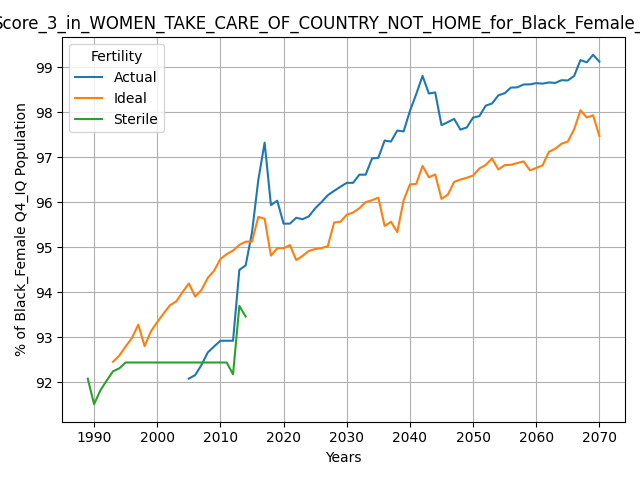 Score_3_in_WOMEN_TAKE_CARE_OF_COUNTRY_NOT_HOME_for_Black_Female_
Fertility
Actual
Ideal
Sterile
% of Black_Female Q4_IQ Population
99
98
97
96
95
94
93
92
1990 2000 2010 2020 2030 2040 2050 2060 2070
Years